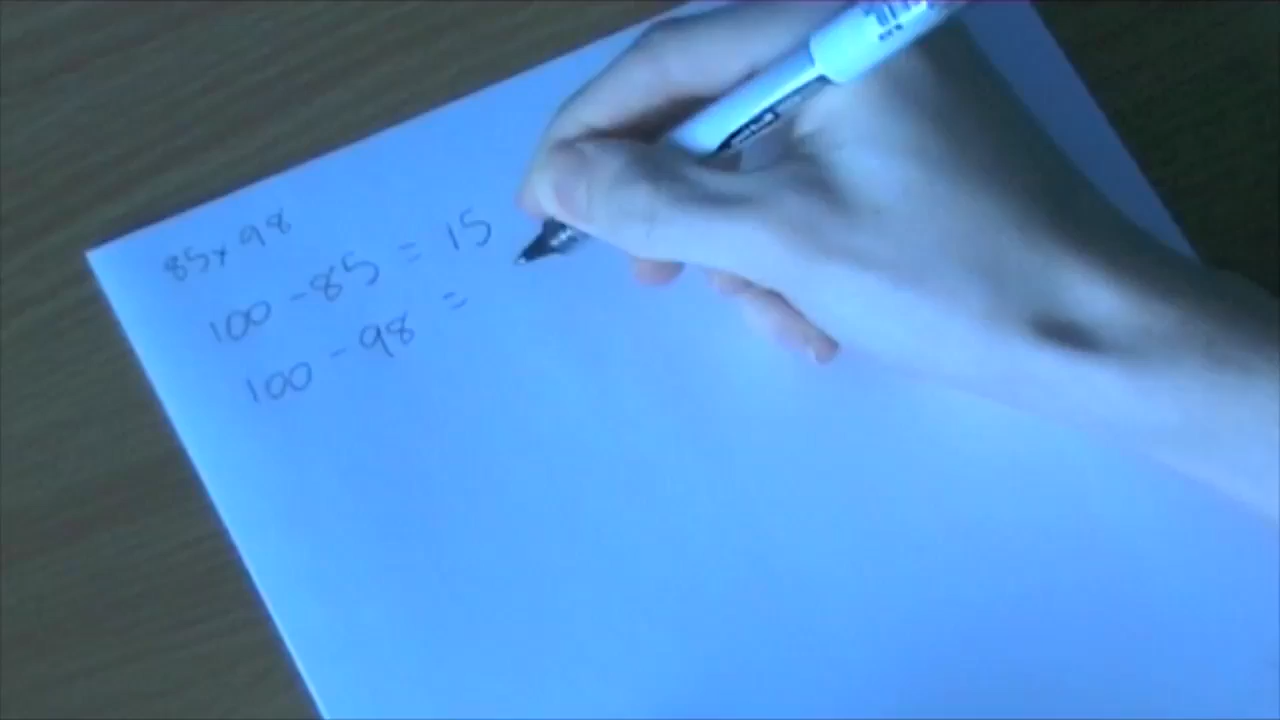 85x98
100 - 85 = 15
100 - 98 =